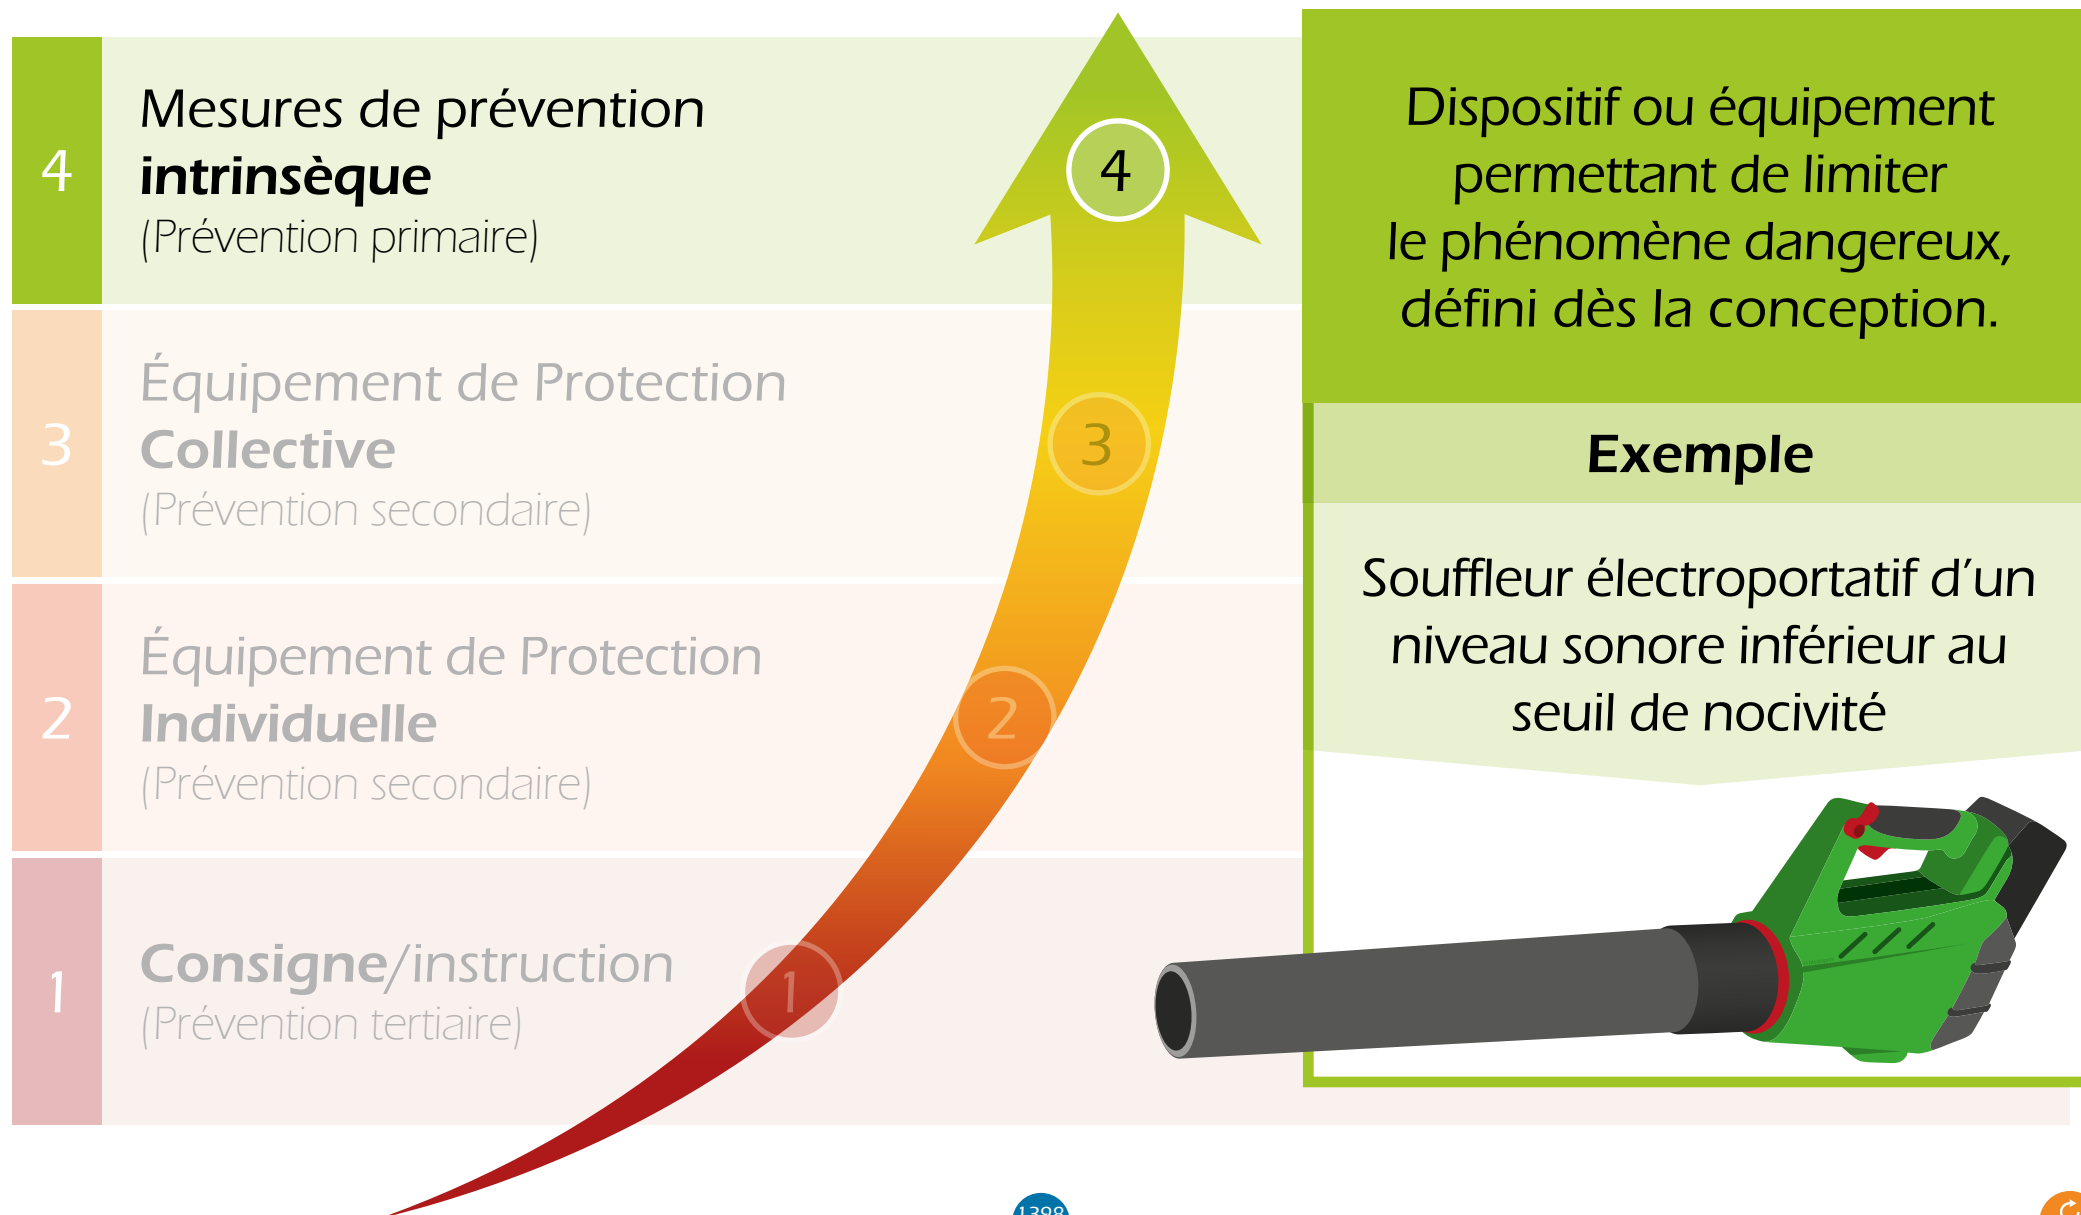 4
Mesures de prévention
intrinsèque
(Prévention primaire)
4
3
Équipement de Protection
Collective
(Prévention secondaire)
3
2
Équipement de Protection
Individuelle
(Prévention secondaire)
2
1
Consigne/instruction
(Prévention tertiaire)
1
Dispositif ou équipement
permettant de limiter
le phénomène dangereux,
défini dès la conception.
Exemple
Souffleur électroportatif d’un
niveau sonore inférieur au
seuil de nocivité
1398